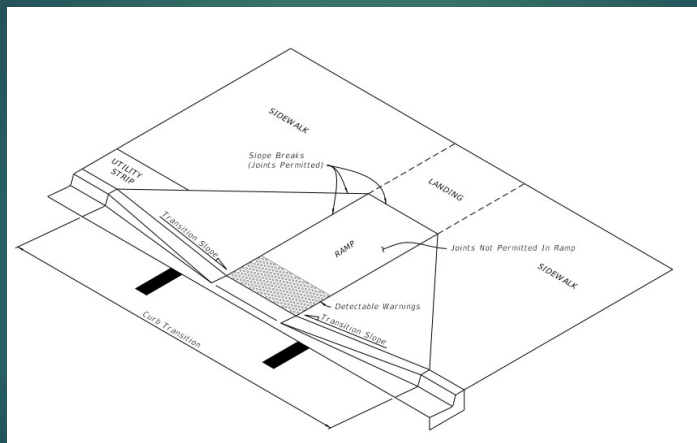 SIDEWALK
Slope Breaks
(Joints Permitted)
UTILITY
STRIP
LANDING
Transition Slope
RAMP
Joints Not Permitted In Ramp
SIDEWALK
Detectable Warnings
Transition Slope
Curb Transition